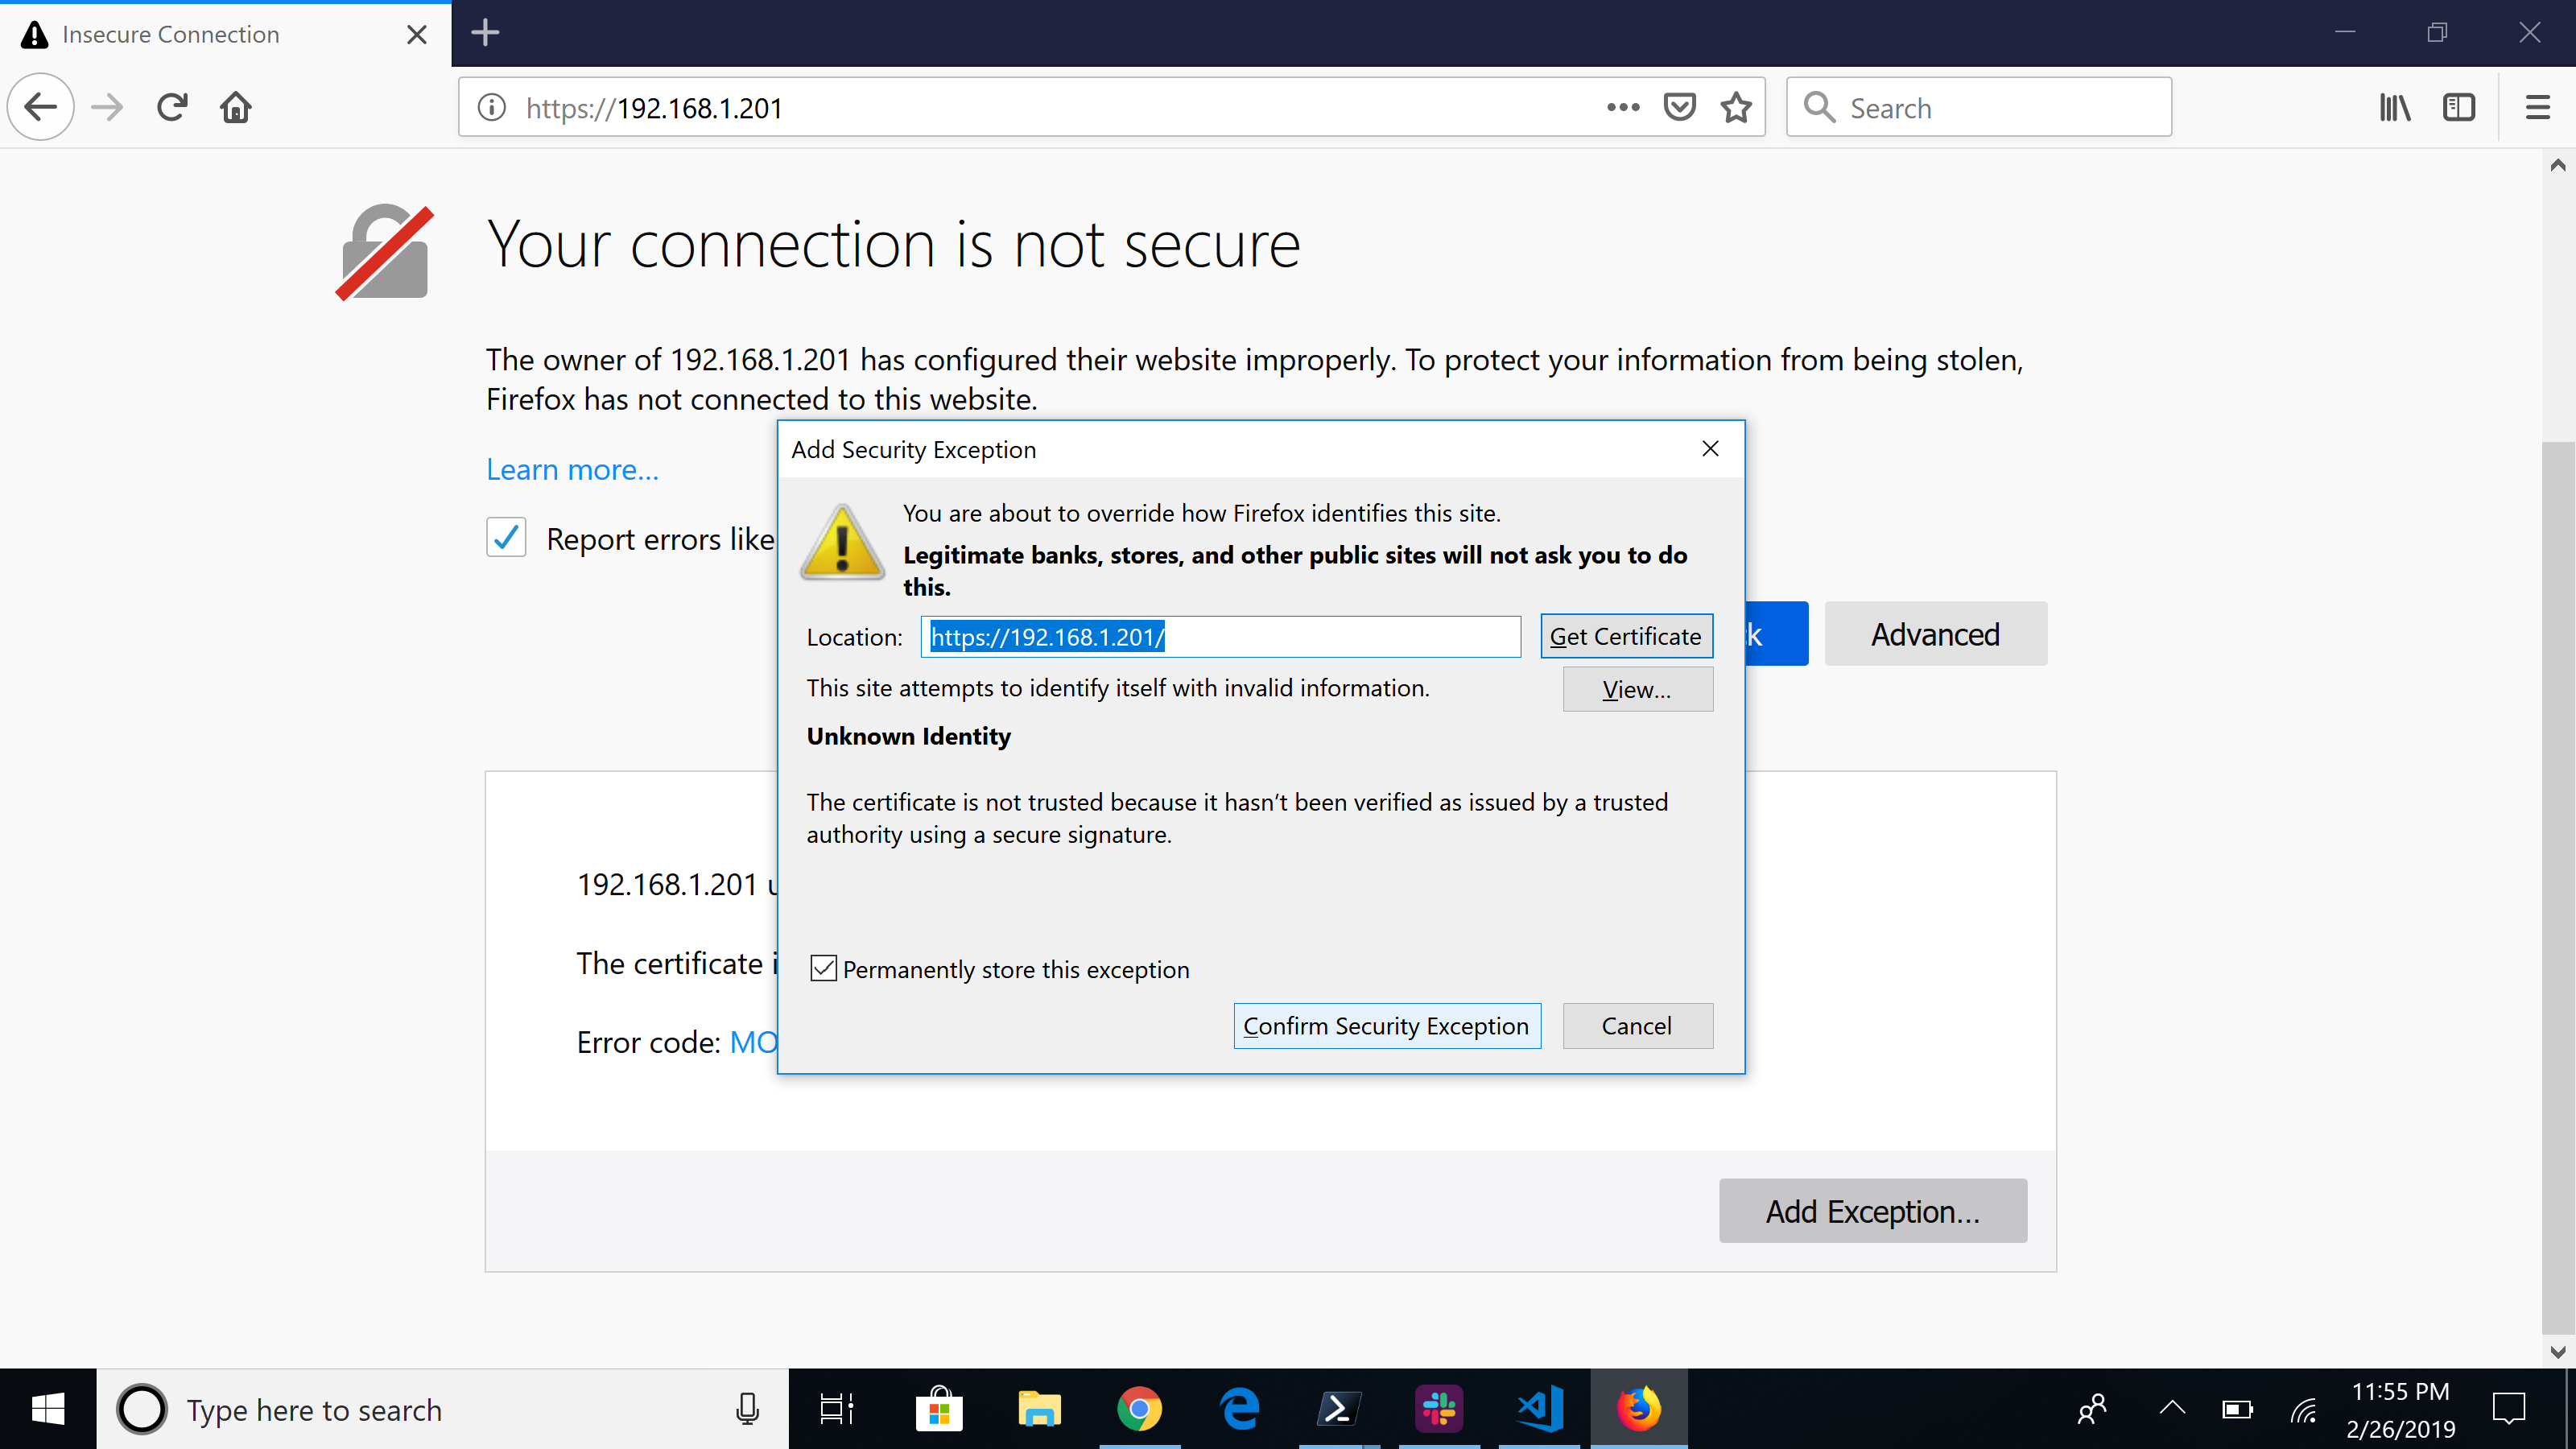 Insecure Connection
https://192.168.1.201
Search
Your connection is not secure
The owner of 192.168.1.201 has configured their website improperly. To protect your information from being stolen,
Firefox has not connected to this website.
Learn more...
Report errors like
Add Security Exception
You are about to override how Firefox identifies this site.
Legitimate banks, stores, and other public sites will not ask you to do
this.
Location: https://192.168.1.201/ Get Certificate
Advanced
This site attempts to identify itself with invalid information. View...
Unknown Identity
The certificate is not trusted because it hasn't been verified as issued by a trusted
authority using a secure signature.
192.168.1.201
The certificate
Permanently store this exception
Confirm Security Exception Cancel
Error code: MO
Add Exception...
Type here to search
11:55 PM
2/26/2019